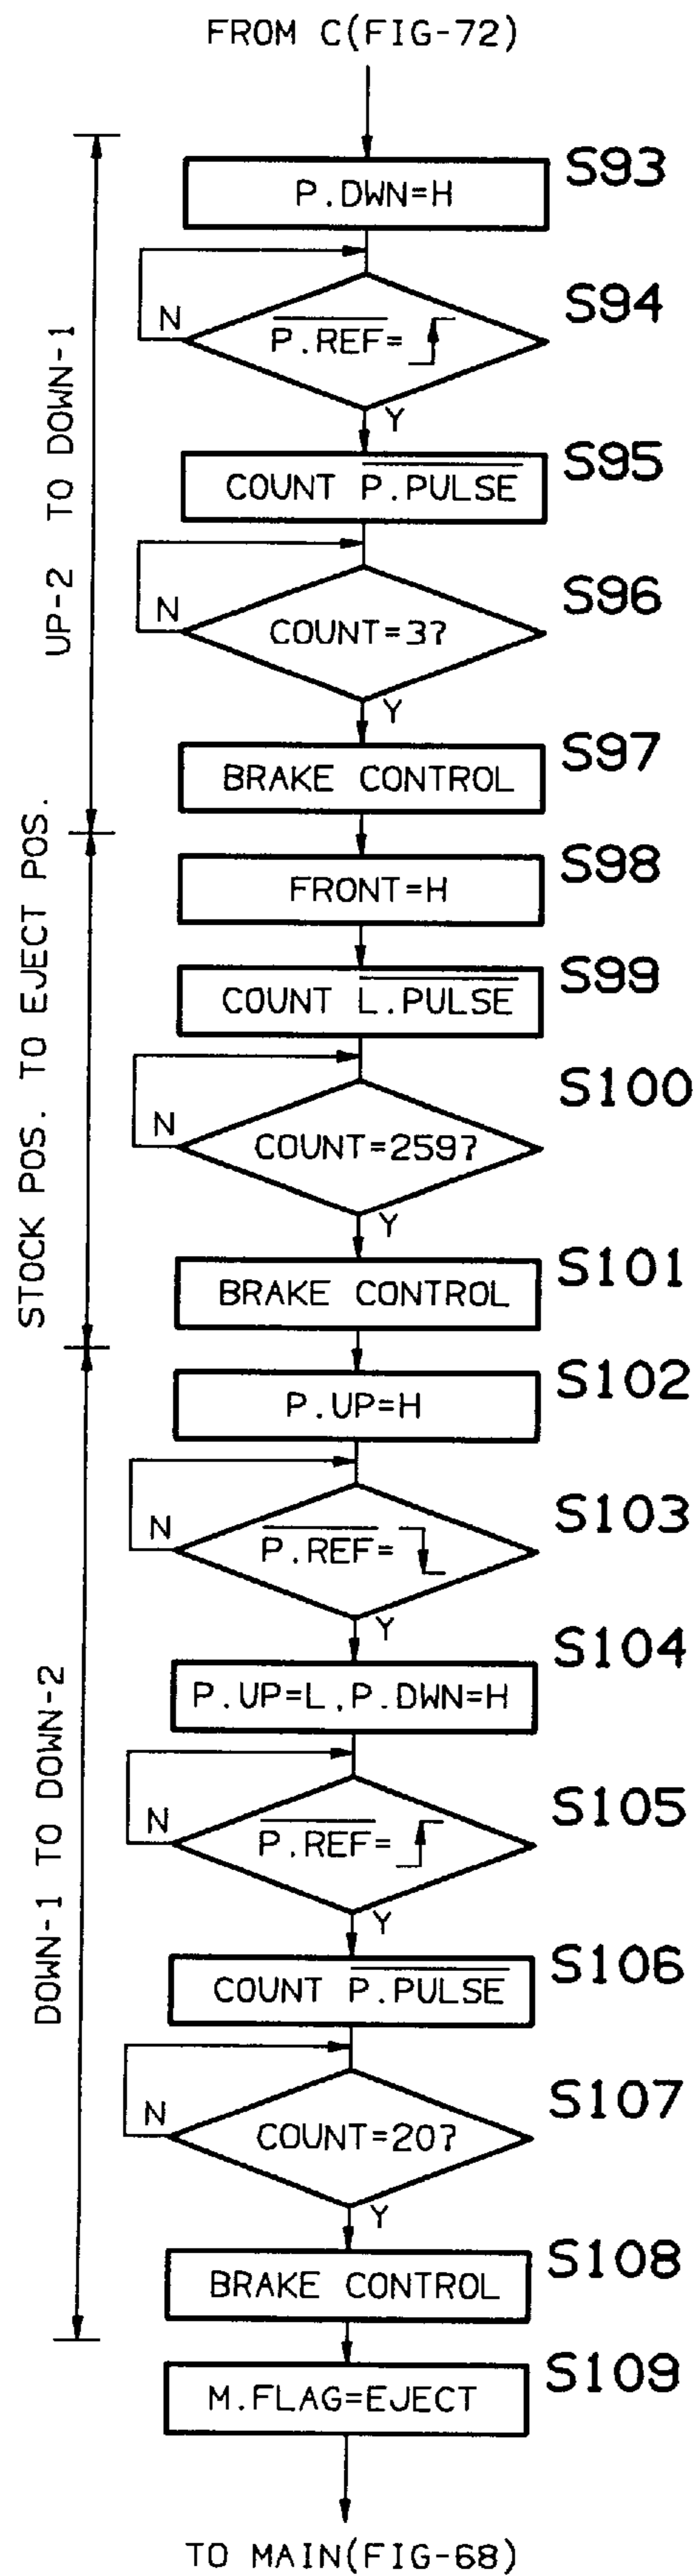 FROM C(FIG-72)
P.DWN=H
S93
N
P.REF=
S94
Y
COUNT P.PULSE
S95
N
COUNT=3?
S96
Y
BRAKE CONTROL
S97
UP-2 TO DOWN-1
FRONT=H
S98
COUNT L.PULSE
S99
N
COUNT=259?
S100
Y
BRAKE CONTROL
S101
STOCK POS. TO EJECT POS.
P.UP=H
S102
N
P.REF=
S103
Y
P.UP=L,P.DWN=H
S104
N
P.REF=
S105
Y
COUNT P.PULSE
S106
N
COUNT=20?
S107
Y
BRAKE CONTROL
S108
DOWN-1 TO DOWN-2
M.FLAG=EJECT
S109
TO MAIN(FIG-68)